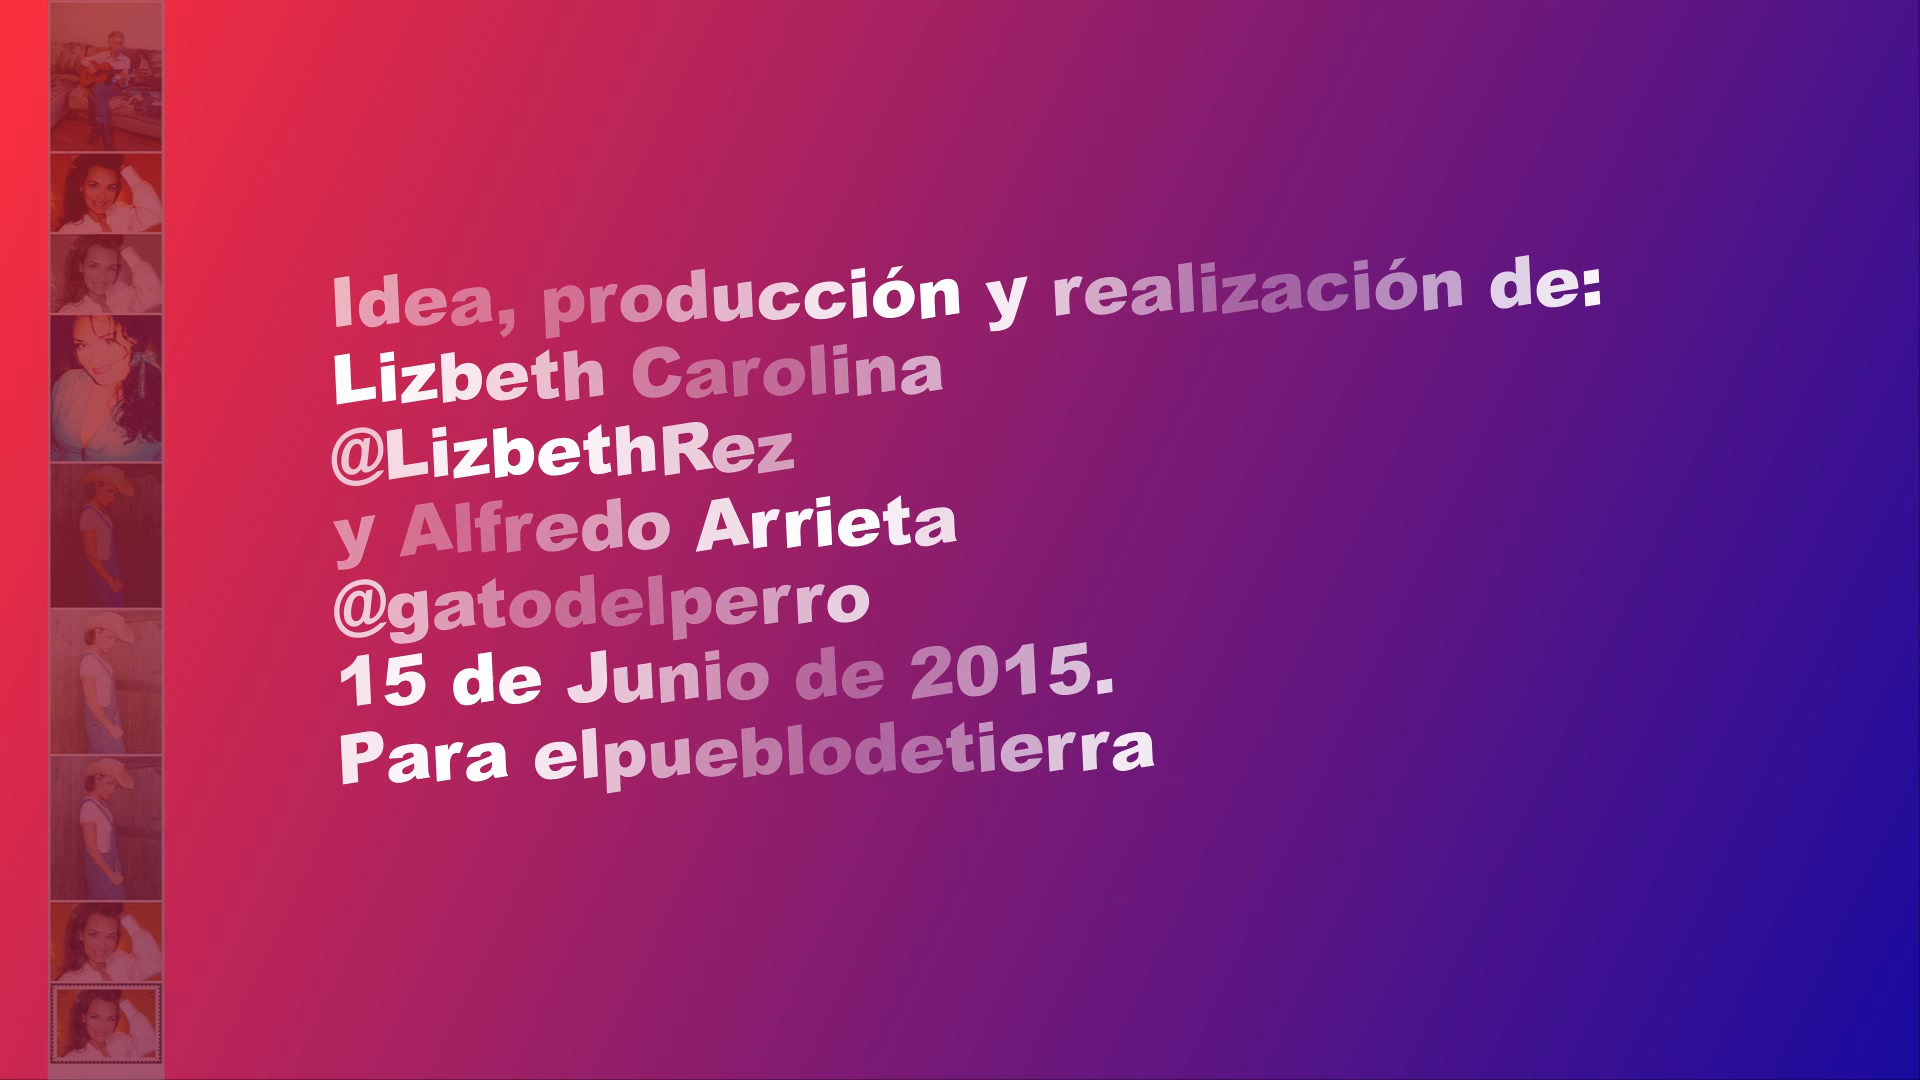 Idea, producción y realización de:
Lizbeth Carolina
@LizbethRez
y Alfredo Arrieta
@gatodelperro
15 de Junio de 2015.
Para elpueblodetierra